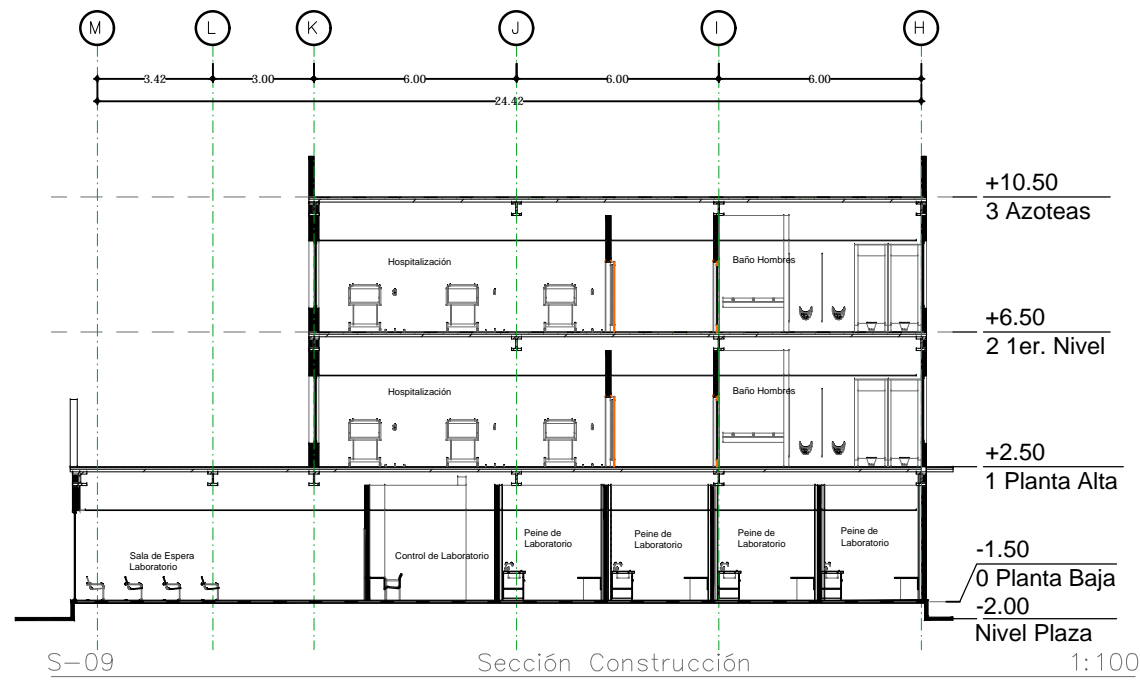 M
L
K
J
I
H
3.42
3.00
6.00
6.00
6.00
24.42
+10.50
3 Azoteas
Hospitalización
Baño Hombres
+6.50
2 1er. Nivel
Hospitalización
Baño Hombres
+2.50
1 Planta Alta
Sala de Espera
Laboratorio
Control de Laboratorio
Peine de
Laboratorio
Peine de
Laboratorio
Peine de
Laboratorio
Peine de
Laboratorio
-1.50
0 Planta Baja
-2.00
Nivel Plaza
S-09
Sección Construcción
1:100